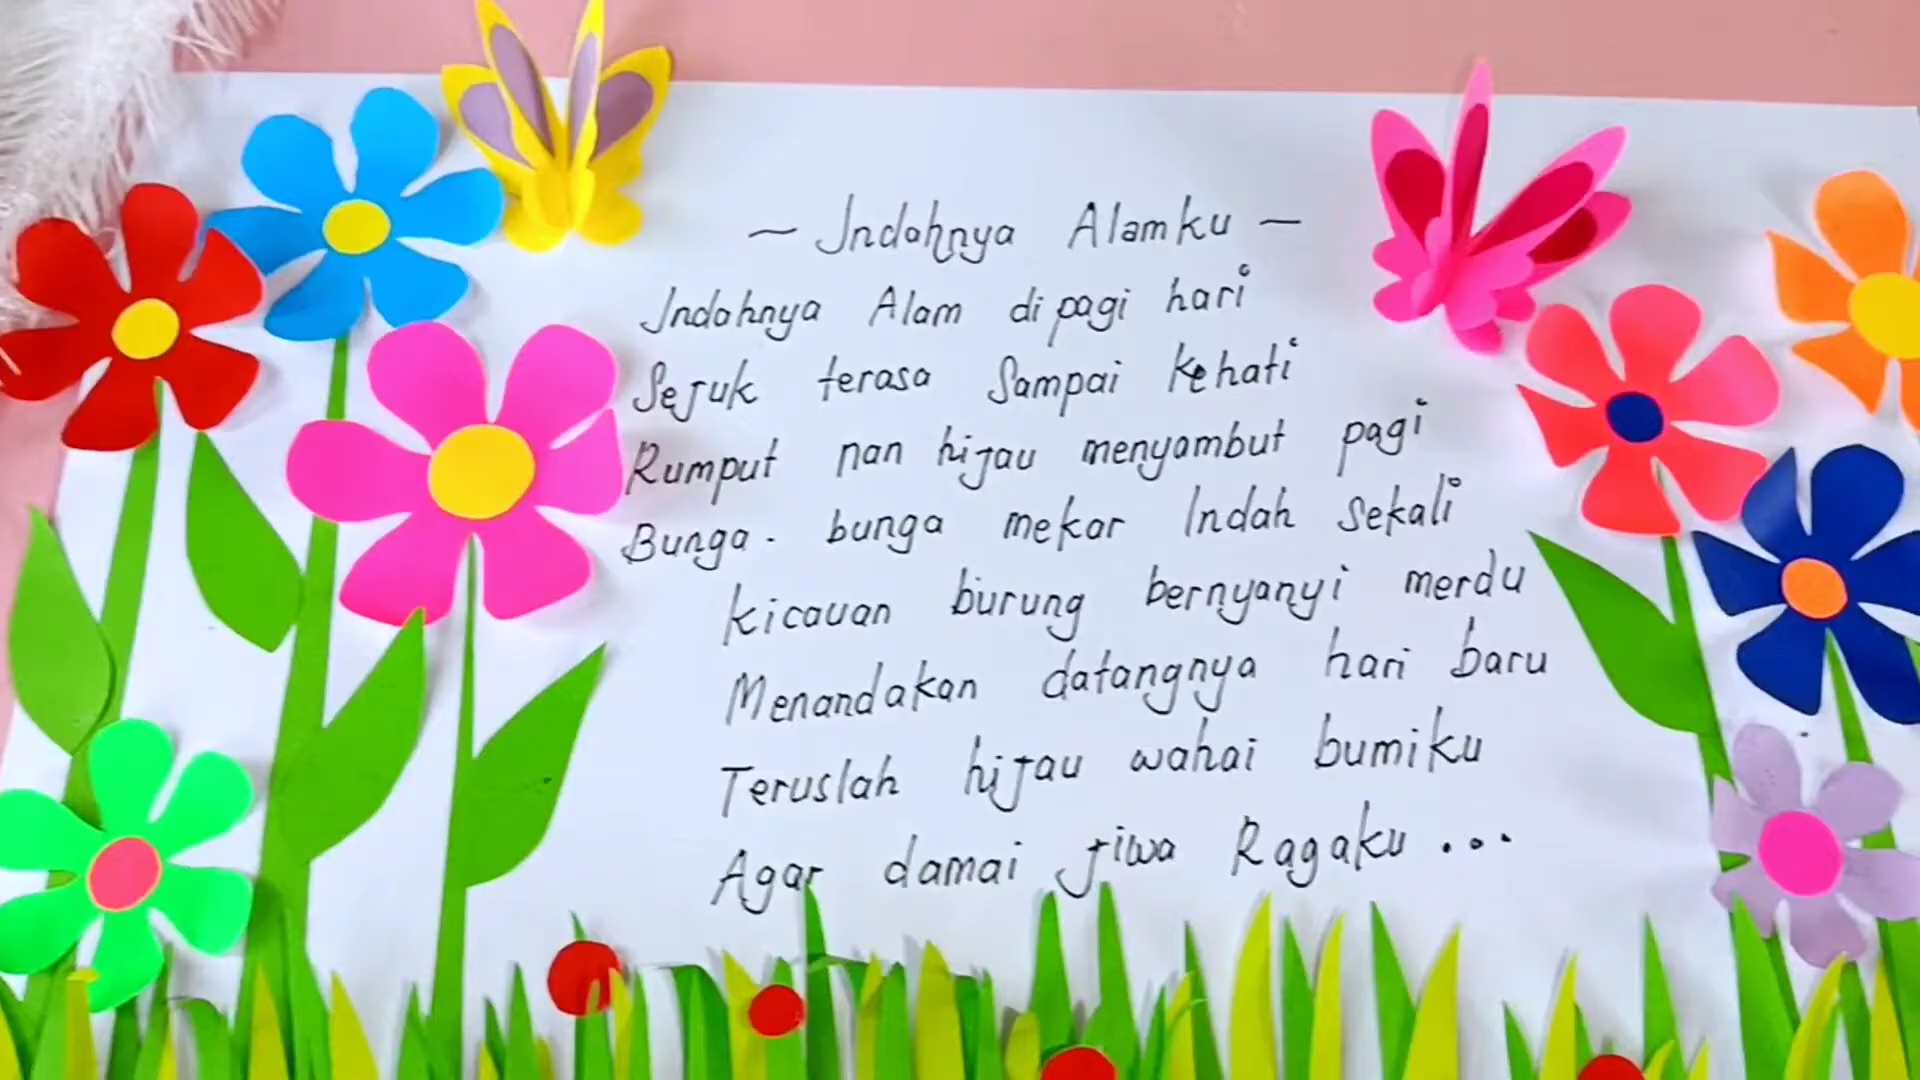 ~ Indahnya Alamku ~
Indahnya Alam di pagi hari
Sejuk terasa Sampai Kehati
Rumput nan hijau menyambut pagi
Bunga - bunga mekar Indah sekali
kicauan burung bernyanyi merdu
Menandakan datangnya hari baru
Teruslah hijau wahai bumiku
Agar damai jiwa Ragaku ...